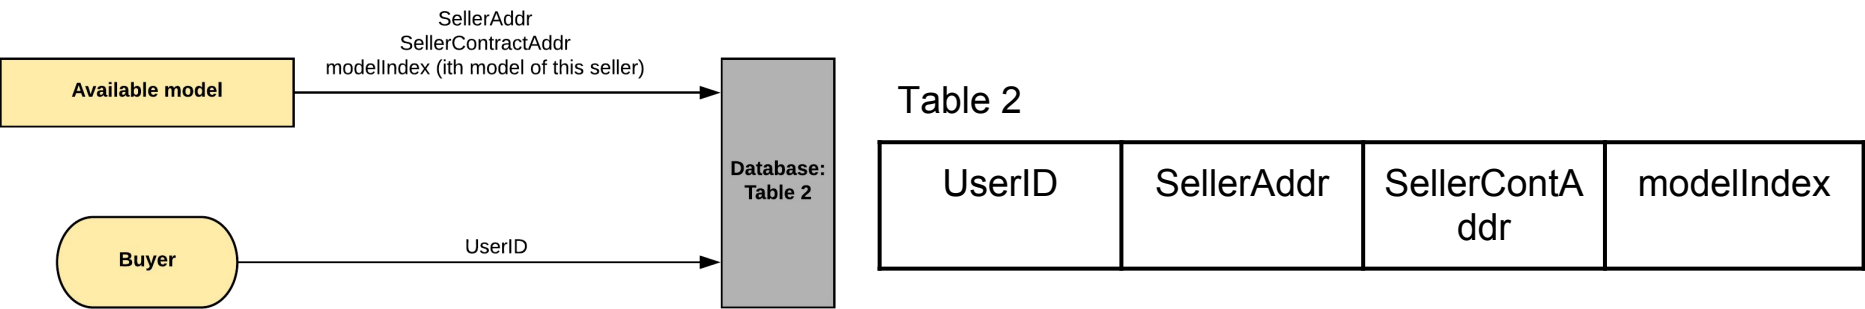 SellerAddr
SellerContractAddr
modelIndex (ith model of this seller)
Available model
Buyer
UserID
Database:
Table 2
Table 2
UserID
SellerAddr
SellerContA
ddr
modelIndex